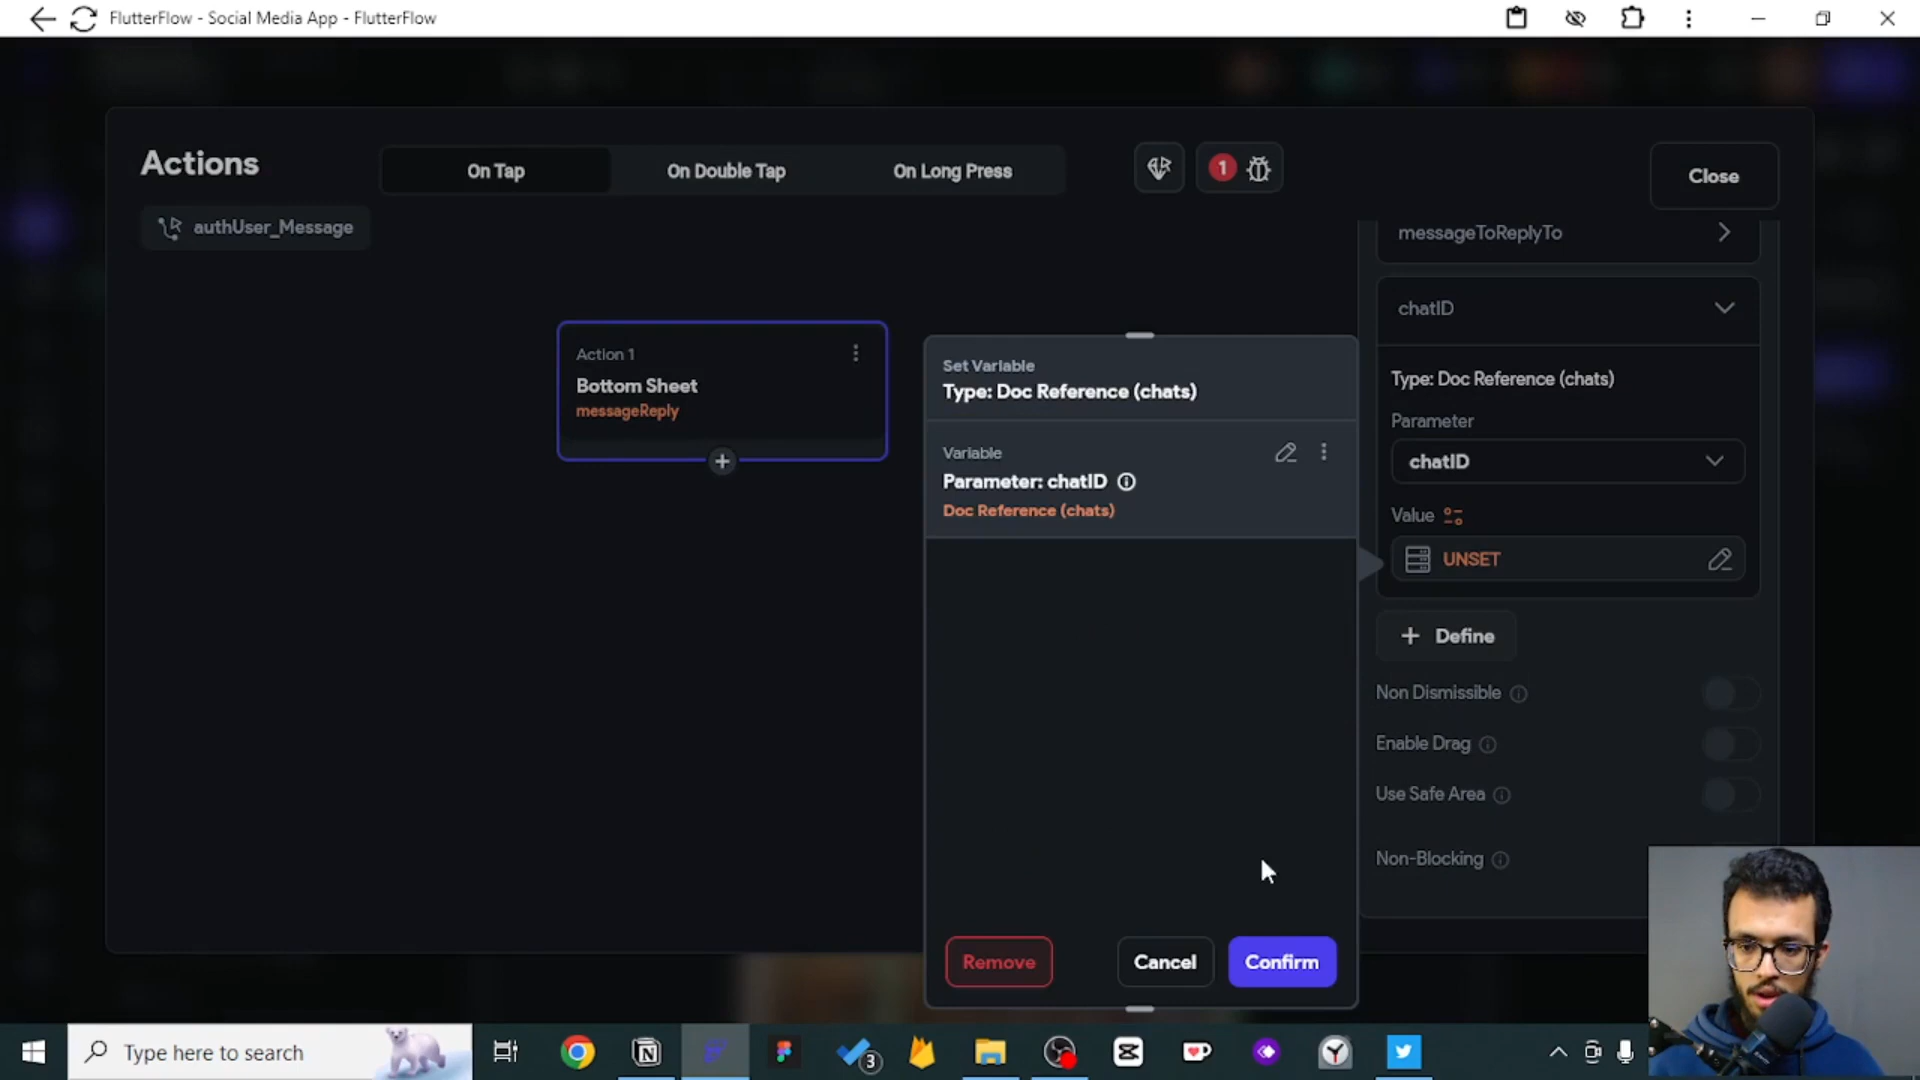 FlutterFlow - Social Media App - FlutterFlow
Actions
On Tap
On Double Tap
On Long Press
1
Close
authUser_Message
messageToReplyTo
chatID
Action 1
Bottom Sheet
messageReply
Set Variable
Type: Doc Reference (chats)
Variable
Parameter: chatID
Doc Reference (chats)
Type: Doc Reference (chats)
Parameter
chatID
Value
UNSET
Define
Non Dismissible
Enable Drag
Use Safe Area
Non-Blocking
Remove
Cancel
Confirm
Type here to search
3